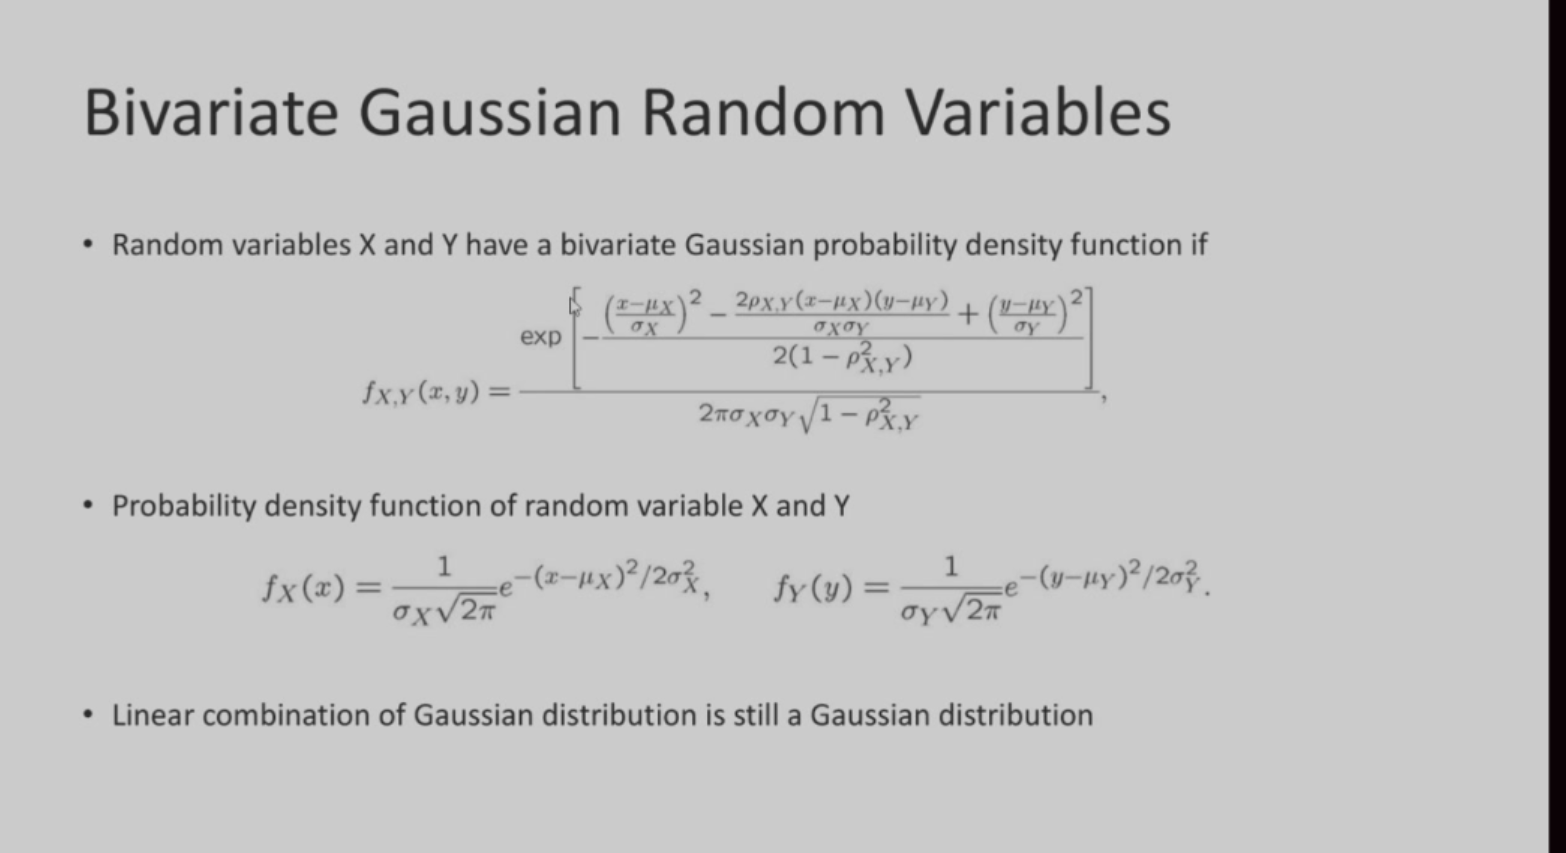 Bivariate Gaussian Random Variables
• Random variables X and Y have a bivariate Gaussian probability density function if
f_{X,Y}(x, y) = \frac{\exp\left[-\frac{\left(\frac{x-\mu_X}{\sigma_X}\right)^2 - \frac{2\rho_{X,Y}(x-\mu_X)(y-\mu_Y)}{\sigma_X\sigma_Y} + \left(\frac{y-\mu_Y}{\sigma_Y}\right)^2}{2(1-\rho_{X,Y}^2)}\right]}{2\pi\sigma_X\sigma_Y\sqrt{1-\rho_{X,Y}^2}},
• Probability density function of random variable X and Y
f_X(x) = \frac{1}{\sigma_X\sqrt{2\pi}}e^{-(x-\mu_X)^2/2\sigma_X^2}, f_Y(y) = \frac{1}{\sigma_Y\sqrt{2\pi}}e^{-(y-\mu_Y)^2/2\sigma_Y^2}.
• Linear combination of Gaussian distribution is still a Gaussian distribution